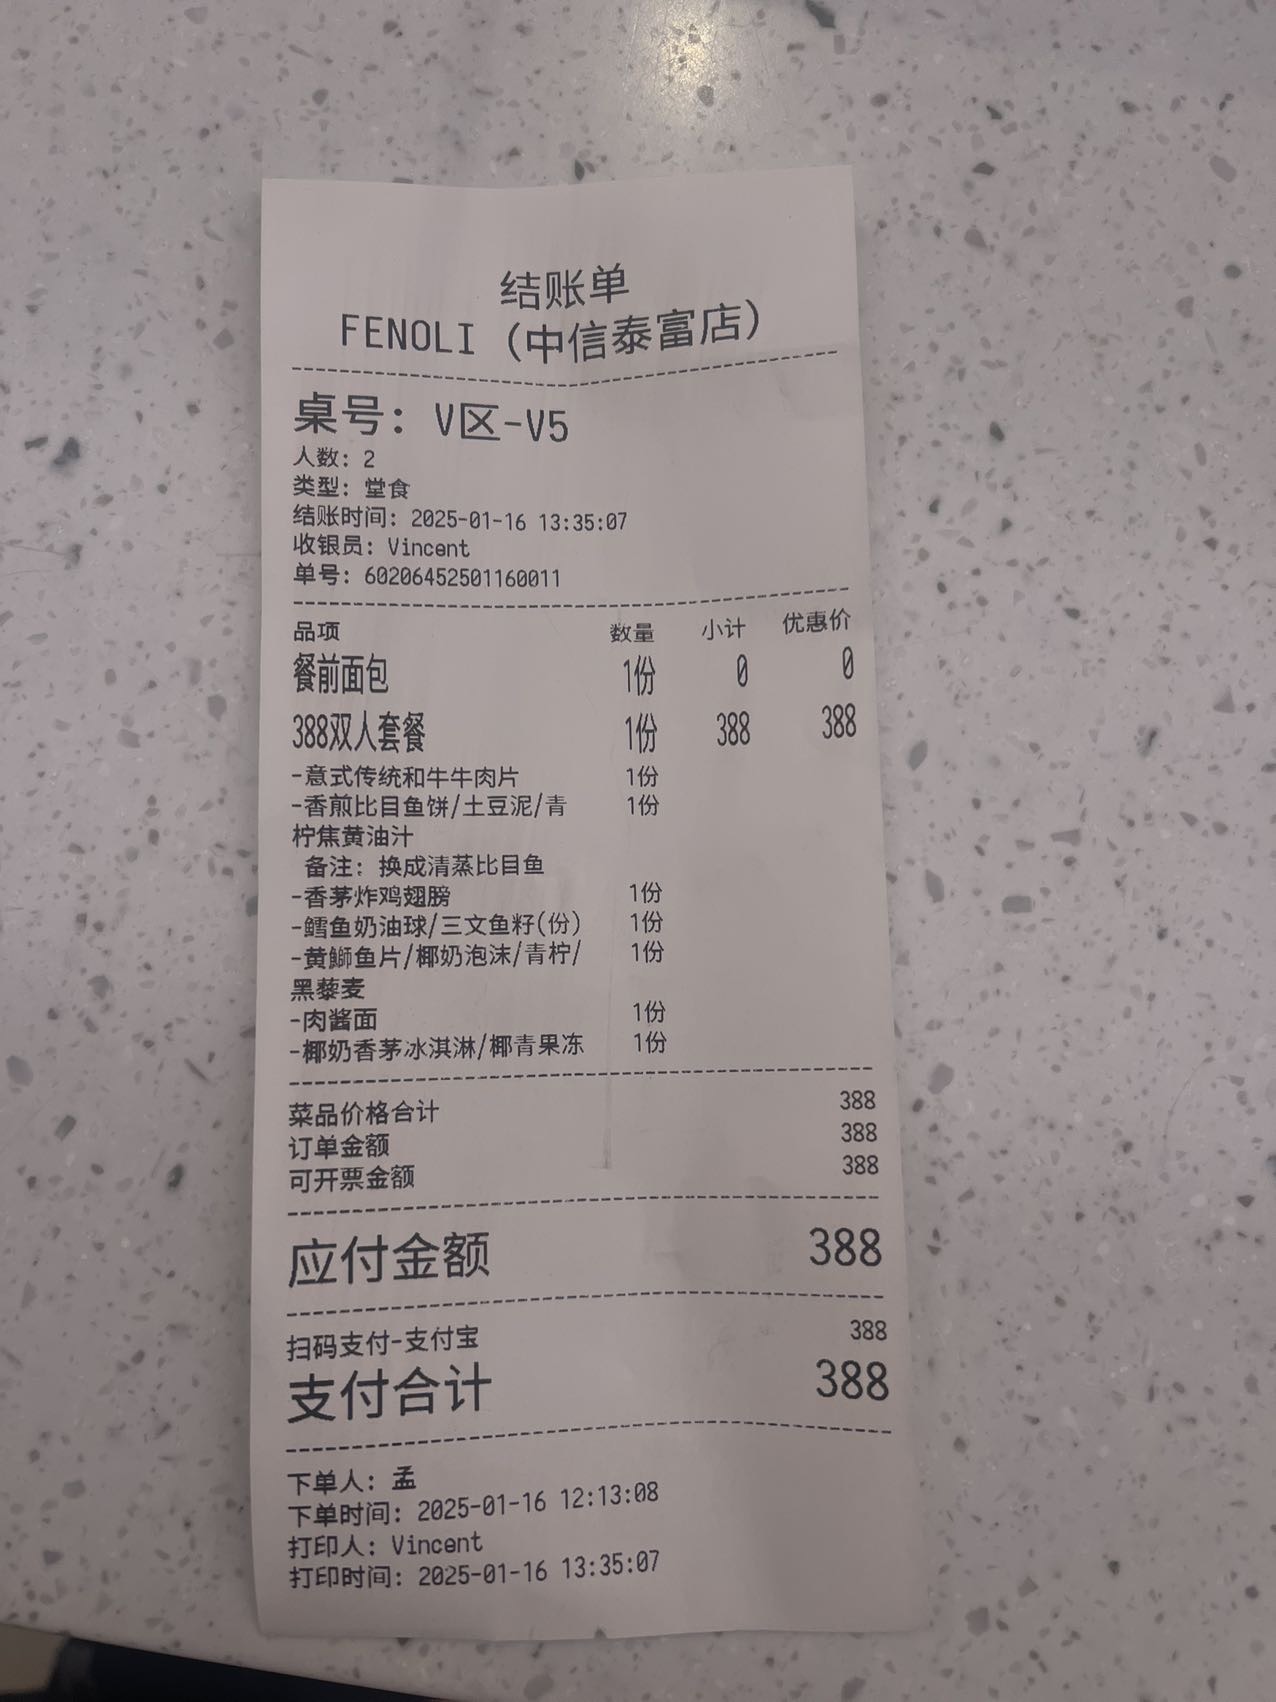 结账单
FENOLI (中信泰富店)
桌号: V区-V5
人数: 2
类型: 堂食
结账时间: 2025-01-16 13:35:07
收银员: Vincent
单号: 602064525011600​11
品项 数量 小计 优惠价
餐前面包 1份 0 0
388双人套餐 1份 388 388
-意式传统和牛牛肉片 1份
-香煎比目鱼饼/土豆泥/青 1份
柠焦黄油汁
备注: 换成清蒸比目鱼
-香茅炸鸡翅膀 1份
-鳕鱼奶油球/三文鱼籽(份) 1份
-黄鰤鱼片/椰奶泡沫/青柠/ 1份
黑藜麦
-肉酱面 1份
-椰奶香茅冰淇淋/椰青果冻 1份
菜品价格合计 388
订单金额 388
可开票金额 388
应付金额 388
扫码支付-支付宝 388
支付合计 388
下单人: 孟
下单时间: 2025-01-16 12:13:08
打印人: Vincent
打印时间: 2025-01-16 13:35:07